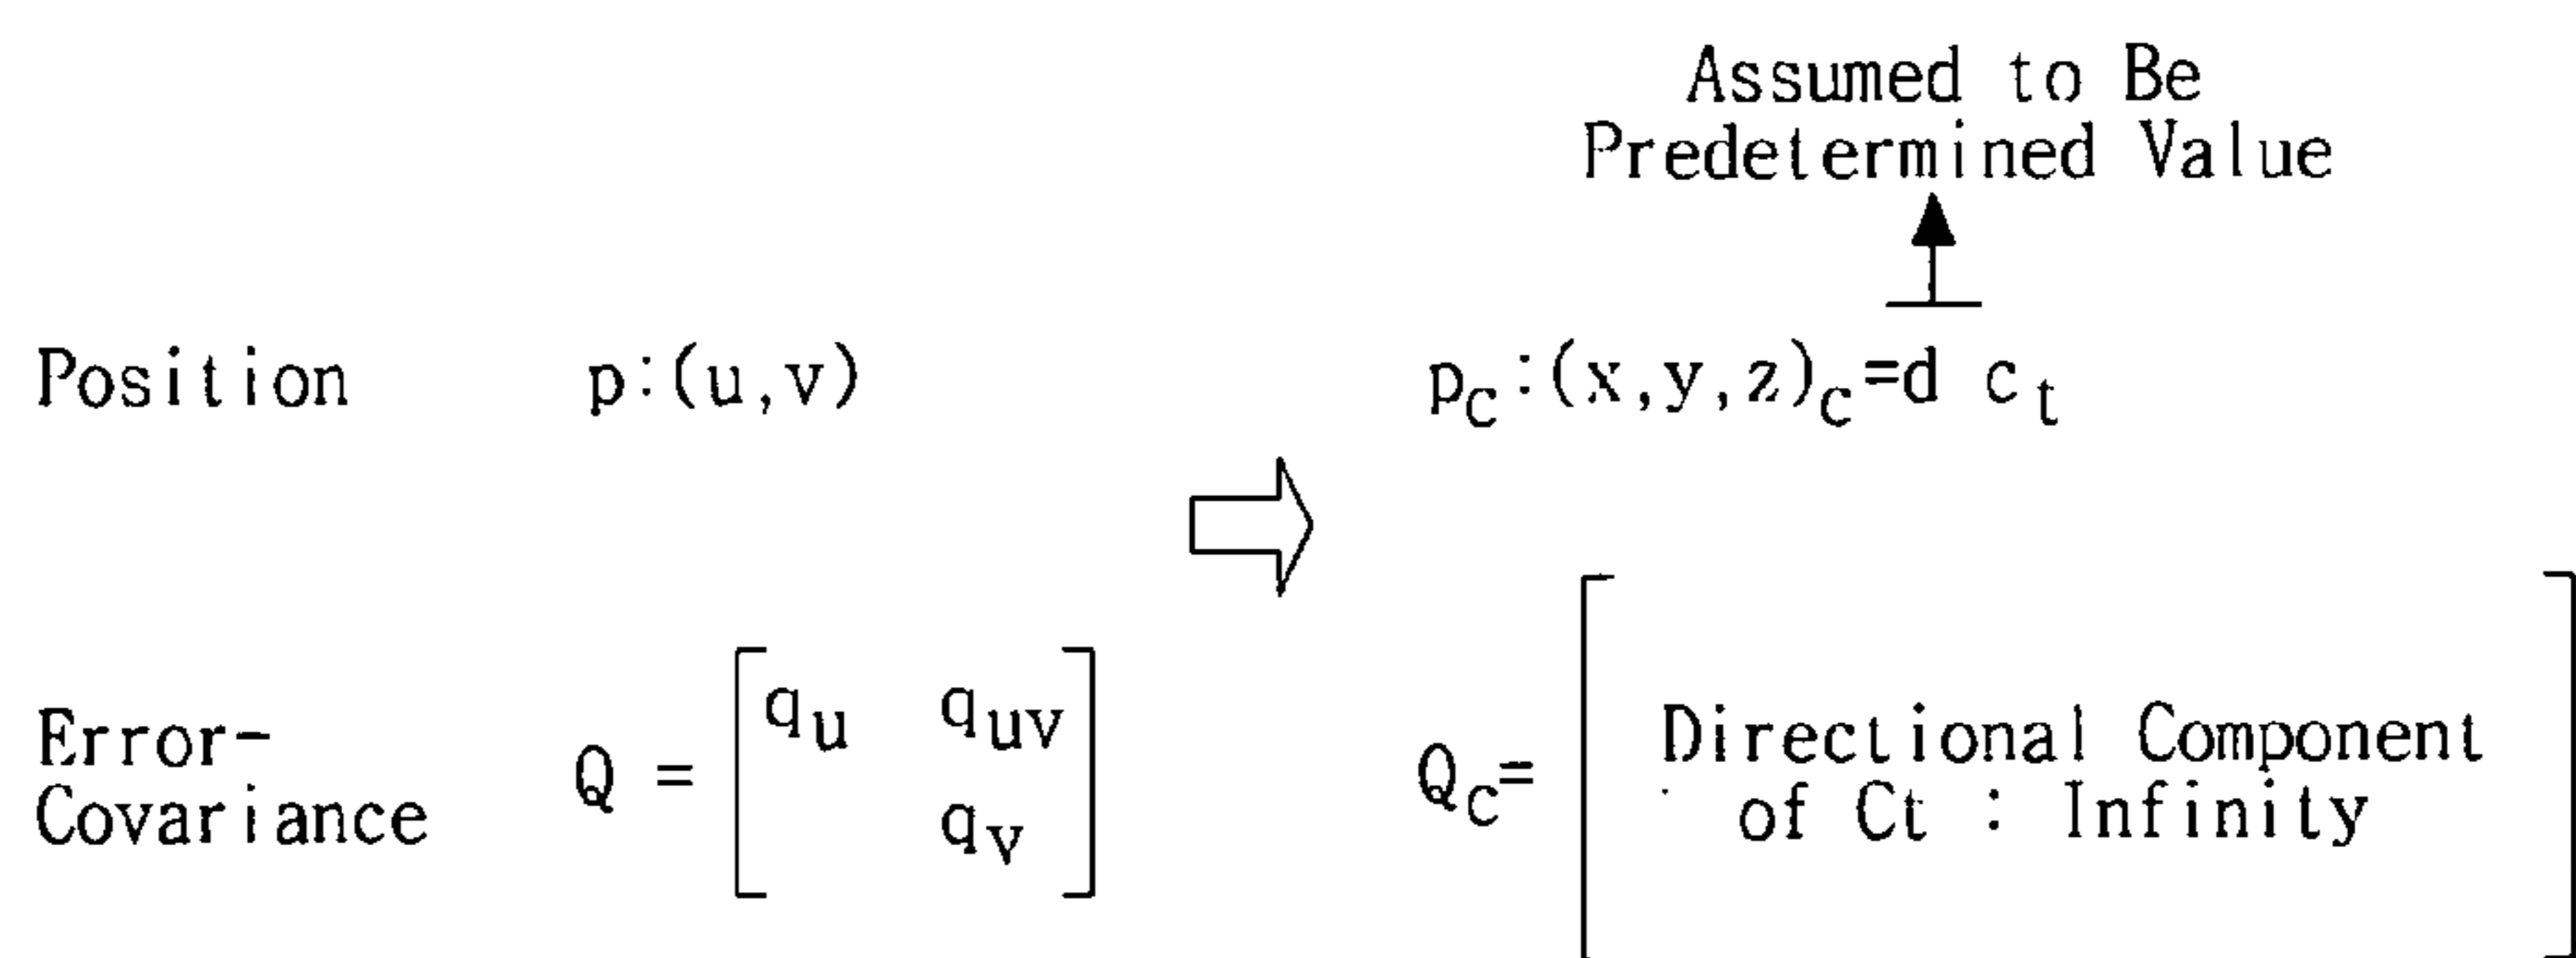 Assumed to Be
Predetermined Value
Position p:(u,v) p_C:(x,y,z)_C=d c_t
Error-
Covariance Q = [q_u q_uv
q_v]
Q_C= [Directional Component
of Ct : Infinity]